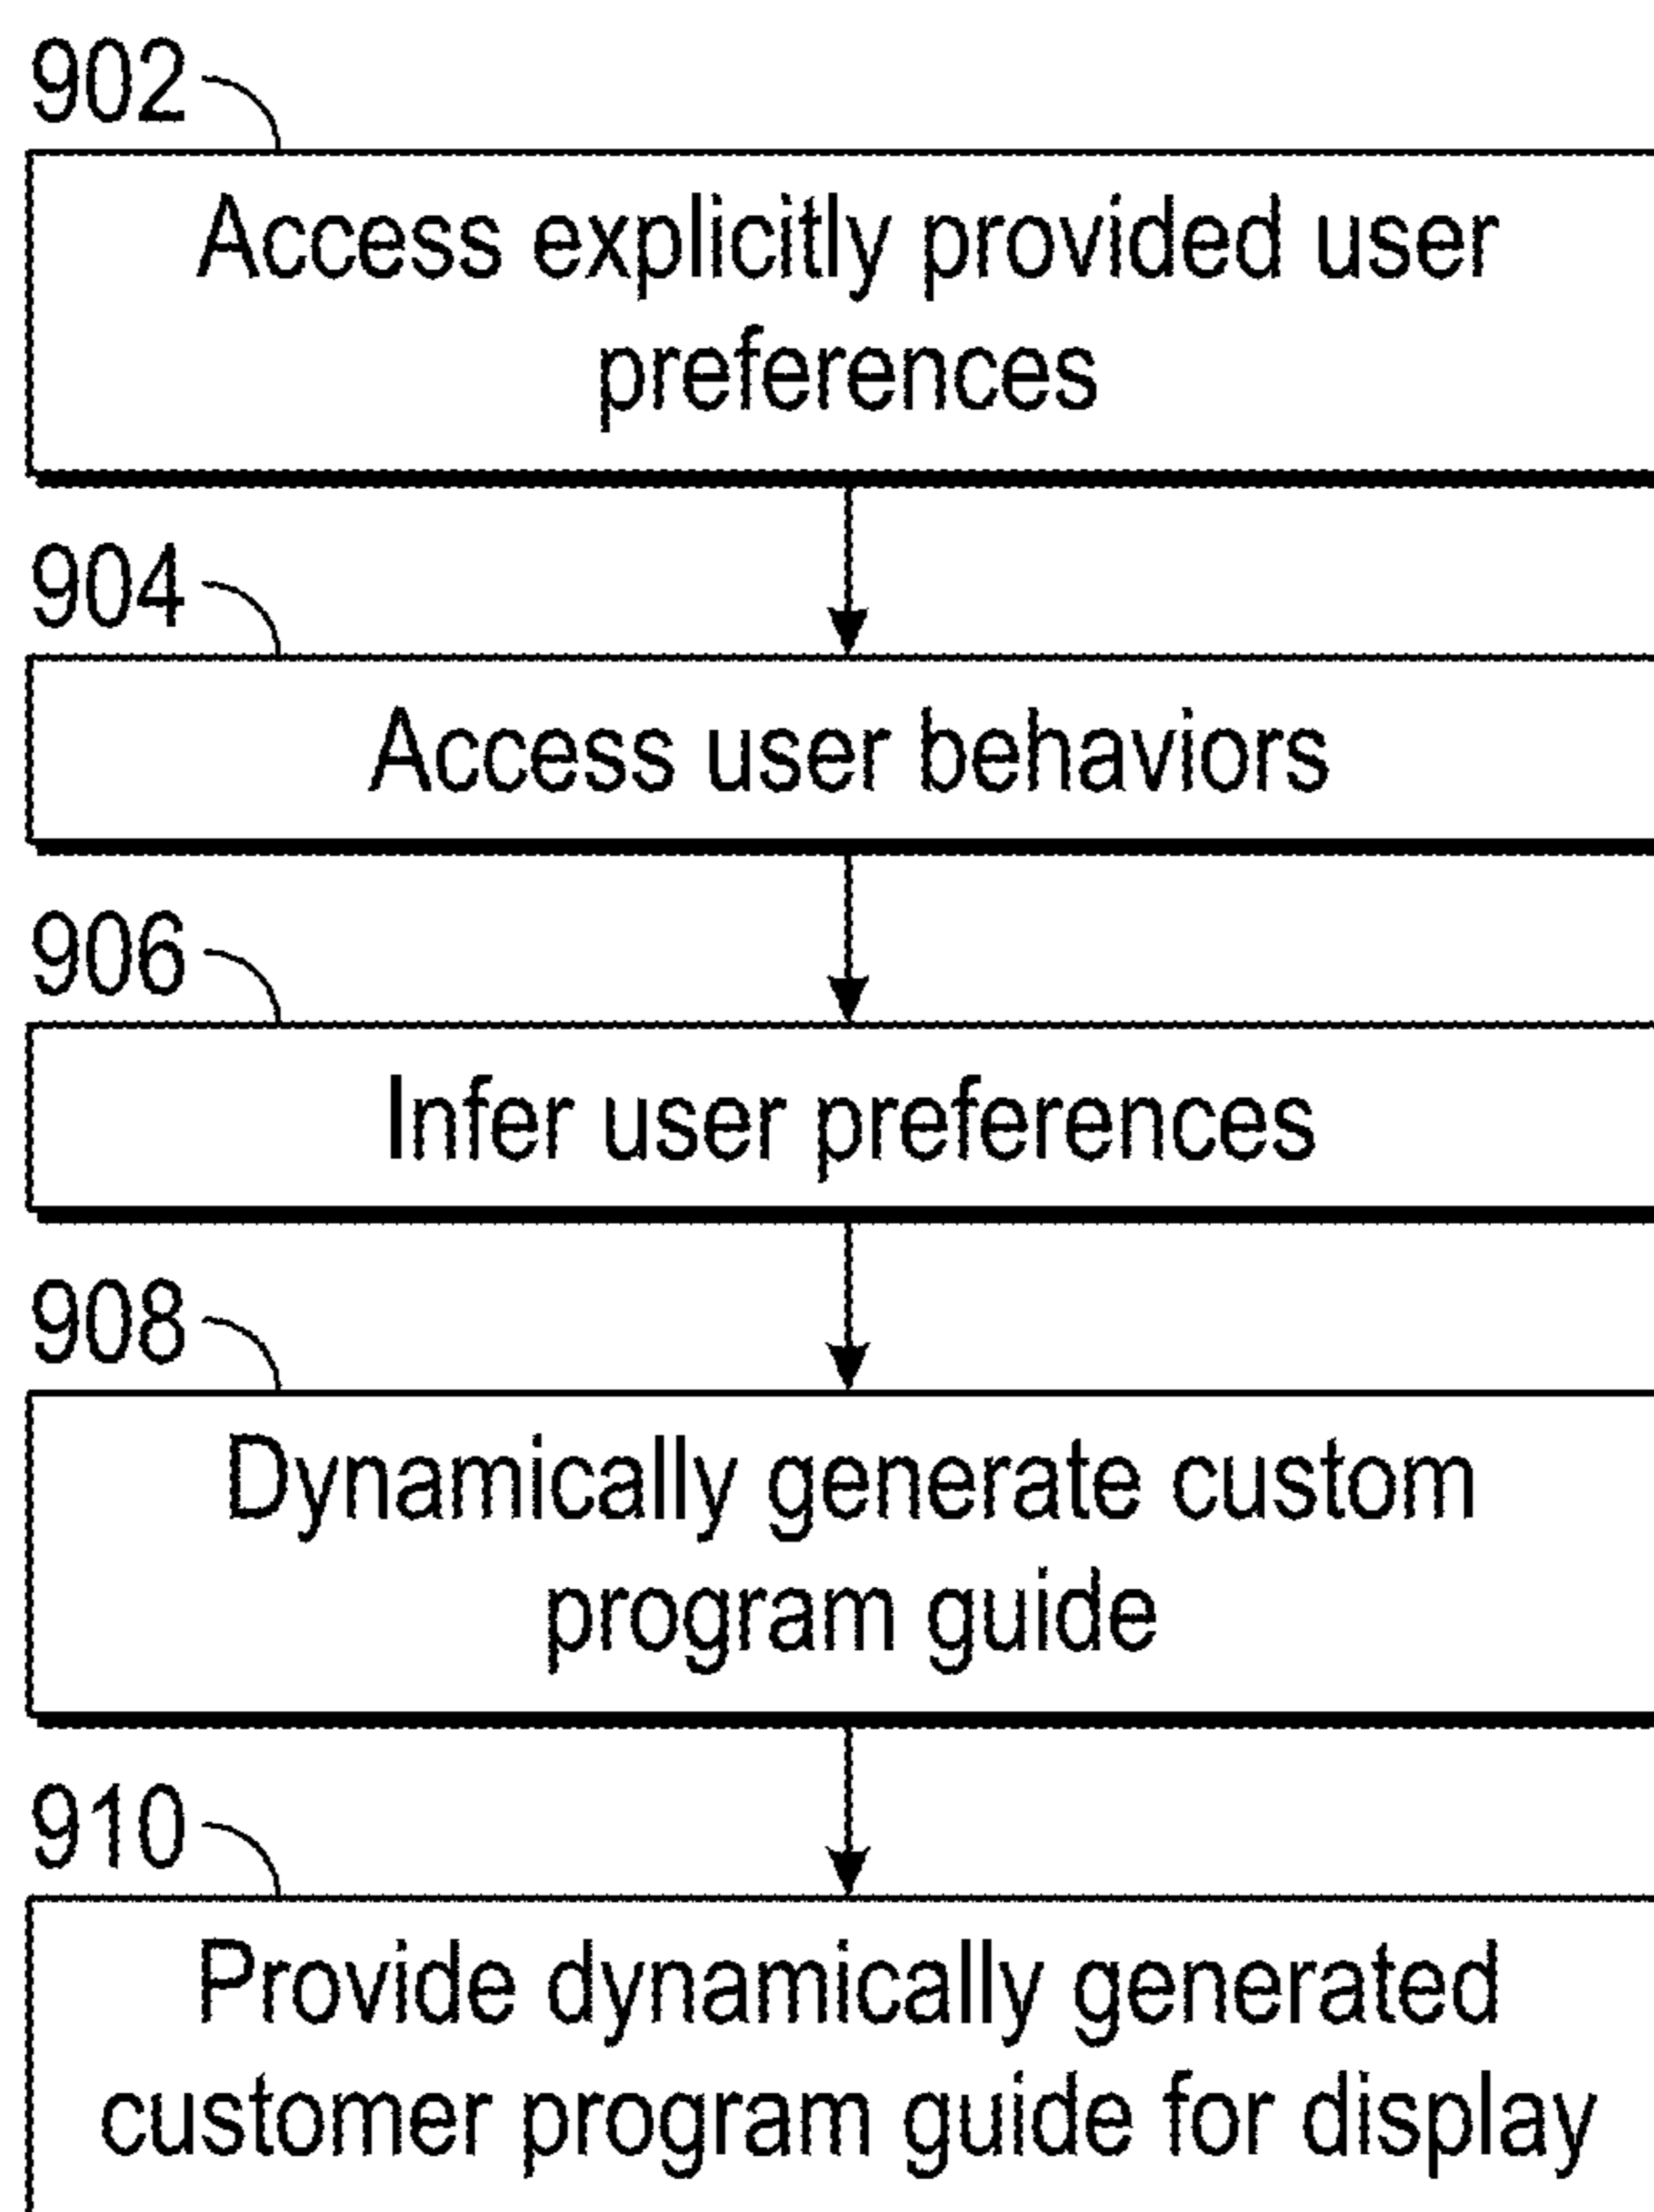 902
Access explicitly provided user
preferences
904
Access user behaviors
906
Infer user preferences
908
Dynamically generate custom
program guide
910
Provide dynamically generated
customer program guide for display